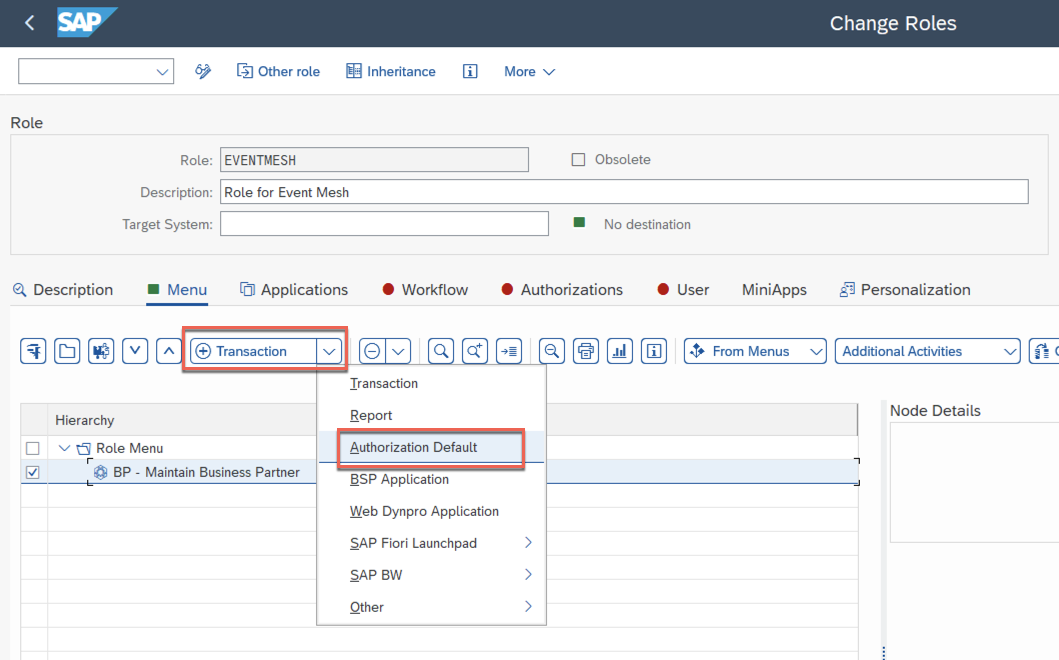 SAP Change Roles
Other role Inheritance More
Role
Role: EVENTMESH Obsolete
Description: Role for Event Mesh
Target System: No destination
Description Menu Applications Workflow Authorizations User MiniApps Personalization
Transaction From Menus Additional Activities
Transaction
Report
Authorization Default
BSP Application
Web Dynpro Application
SAP Fiori Launchpad
SAP BW
Other
Hierarchy
Role Menu
BP - Maintain Business Partner
Node Details